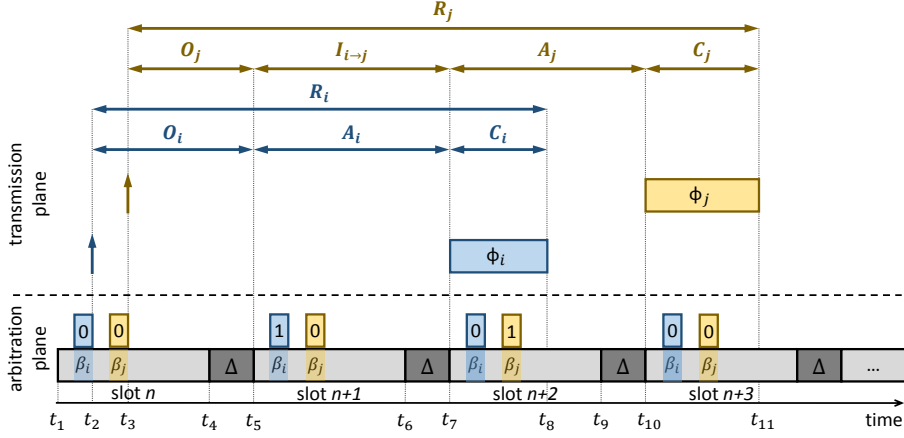 R_j
O_j I_{i→j} A_j C_j
R_i
O_i A_i C_i
transmission plane
ϕ_j
ϕ_i
arbitration plane
0 0 1 0 0 1 0 0
β_i β_j Δ β_i β_j Δ β_i β_j Δ β_i β_j Δ ...
slot n slot n+1 slot n+2 slot n+3
t_1 t_2 t_3 t_4 t_5 t_6 t_7 t_8 t_9 t_10 t_11 time